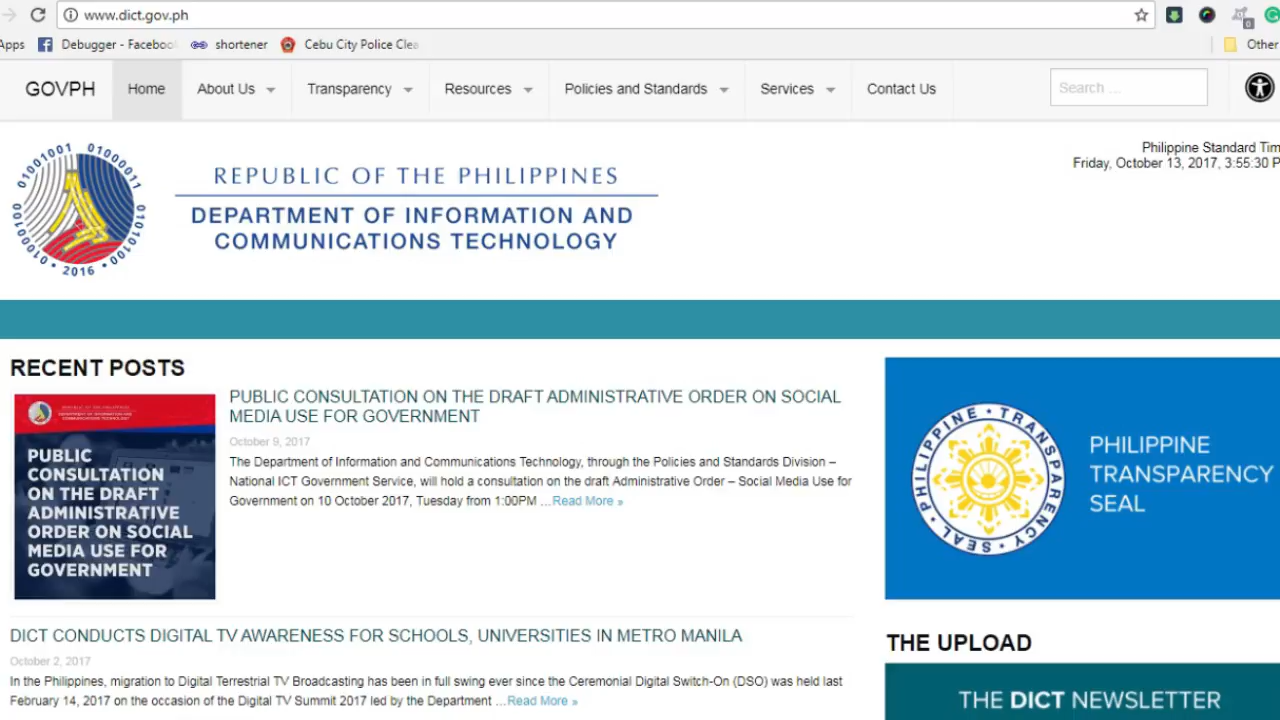 www.dict.gov.ph
Apps Debugger - Faceboo shortener Cebu City Police Clea Other
GOVPH Home About Us Transparency Resources Policies and Standards Services Contact Us Search ...
01001001 01000011 01010100 • 2016 • 01000010
REPUBLIC OF THE PHILIPPINES
DEPARTMENT OF INFORMATION AND
COMMUNICATIONS TECHNOLOGY
Philippine Standard Tim
Friday, October 13, 2017, 3:55:30 P
RECENT POSTS
PUBLIC
CONSULTATION
ON THE DRAFT
ADMINISTRATIVE
ORDER ON SOCIAL
MEDIA USE FOR
GOVERNMENT
PUBLIC CONSULTATION ON THE DRAFT ADMINISTRATIVE ORDER ON SOCIAL
MEDIA USE FOR GOVERNMENT
October 9, 2017
The Department of Information and Communications Technology, through the Policies and Standards Division –
National ICT Government Service, will hold a consultation on the draft Administrative Order – Social Media Use for
Government on 10 October 2017, Tuesday from 1:00PM ...Read More »
PHILIPPINE TRANSPARENCY SEAL
PHILIPPINE
TRANSPARENCY
SEAL
DICT CONDUCTS DIGITAL TV AWARENESS FOR SCHOOLS, UNIVERSITIES IN METRO MANILA
October 2, 2017
In the Philippines, migration to Digital Terrestrial TV Broadcasting has been in full swing ever since the Ceremonial Digital Switch-On (DSO) was held last
February 14, 2017 on the occasion of the Digital TV Summit 2017 led by the Department ...Read More »
THE UPLOAD
THE DICT NEWSLETTER